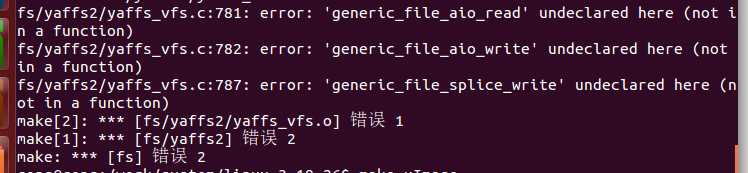 fs/yaffs2/yaffs_vfs.c:781: error: 'generic_file_aio_read' undeclared here (not i
n a function)
fs/yaffs2/yaffs_vfs.c:782: error: 'generic_file_aio_write' undeclared here (not
in a function)
fs/yaffs2/yaffs_vfs.c:787: error: 'generic_file_splice_write' undeclared here (n
ot in a function)
make[2]: *** [fs/yaffs2/yaffs_vfs.o] 错误 1
make[1]: *** [fs/yaffs2] 错误 2
make: *** [fs] 错误 2